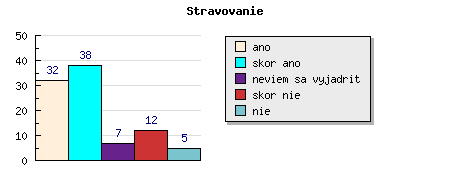 Stravovanie
50
40
30
20
10
0
32
38
7
12
5
ano
skor ano
neviem sa vyjadrit
skor nie
nie